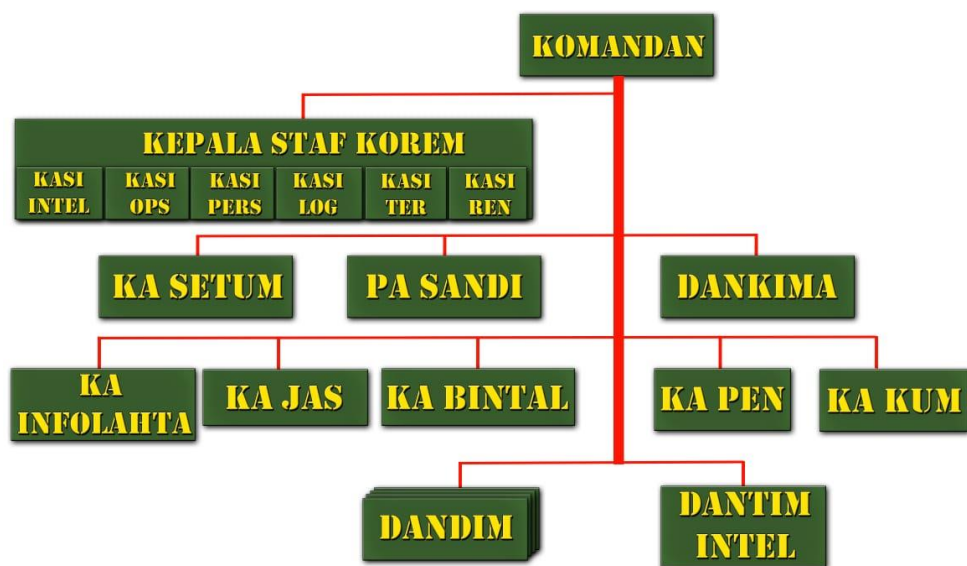 KOMANDAN
KEPALA STAF KOREM
KASI
INTEL
KASI
OPS
KASI
PERS
KASI
LOG
KASI
TER
KASI
REN
KA SETUM
PA SANDI
DANKIMA
KA
INFOLAHTA
KA JAS
KA BINTAL
KA PEN
KA KUM
DANDIM
DANTIM
INTEL